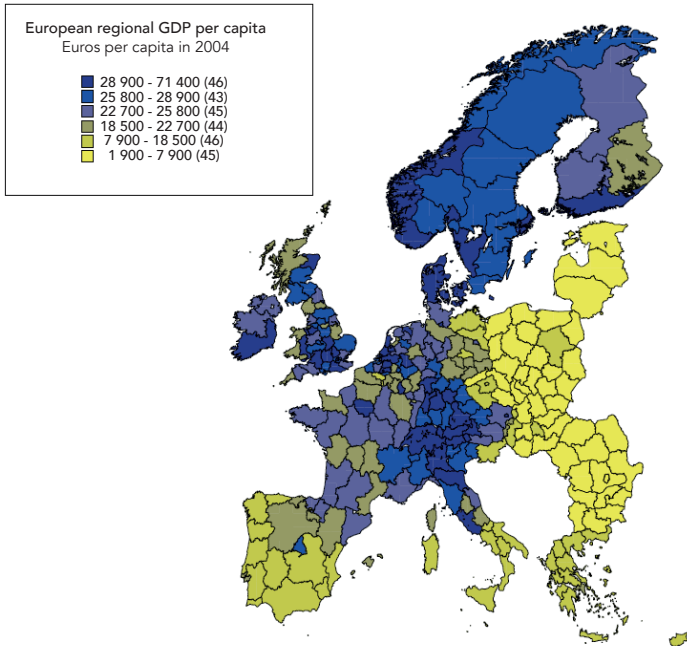 European regional GDP per capita
Euros per capita in 2004
28 900 - 71 400 (46)
25 800 - 28 900 (43)
22 700 - 25 800 (45)
18 500 - 22 700 (44)
7 900 - 18 500 (46)
1 900 - 7 900 (45)